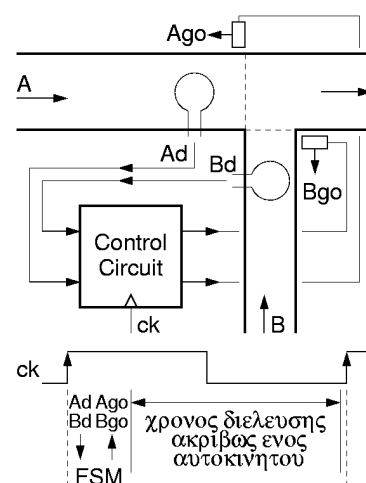 Ago
A
Ad
Bd
Bgo
Control
Circuit
ck
B
ck
Ad Ago
Bd Bgo
FSM
χρονος διελευσης
ακριβως ενος
αυτοκινητου